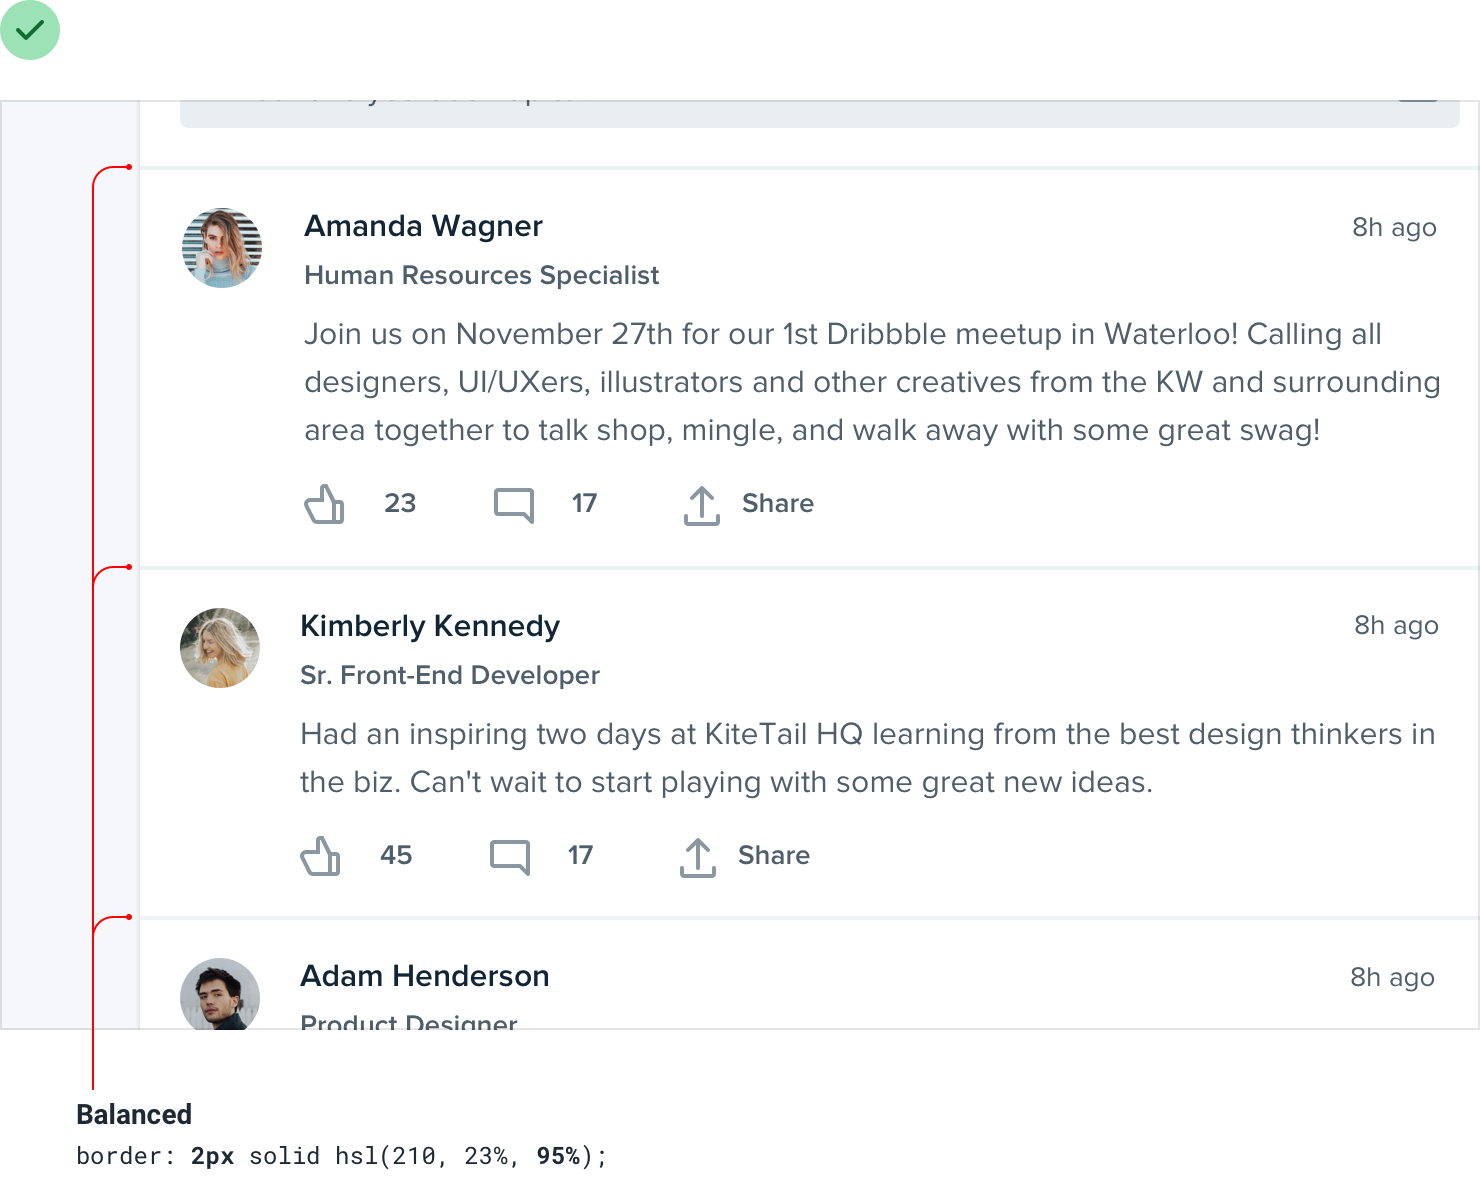 Amanda Wagner
8h ago
Human Resources Specialist
Join us on November 27th for our 1st Dribbble meetup in Waterloo! Calling all
designers, UI/UXers, illustrators and other creatives from the KW and surrounding
area together to talk shop, mingle, and walk away with some great swag!
23 17 Share
Kimberly Kennedy
8h ago
Sr. Front-End Developer
Had an inspiring two days at KiteTail HQ learning from the best design thinkers in
the biz. Can't wait to start playing with some great new ideas.
45 17 Share
Adam Henderson
8h ago
Product Designer
Balanced
border: 2px solid hsl(210, 23%, 95%);